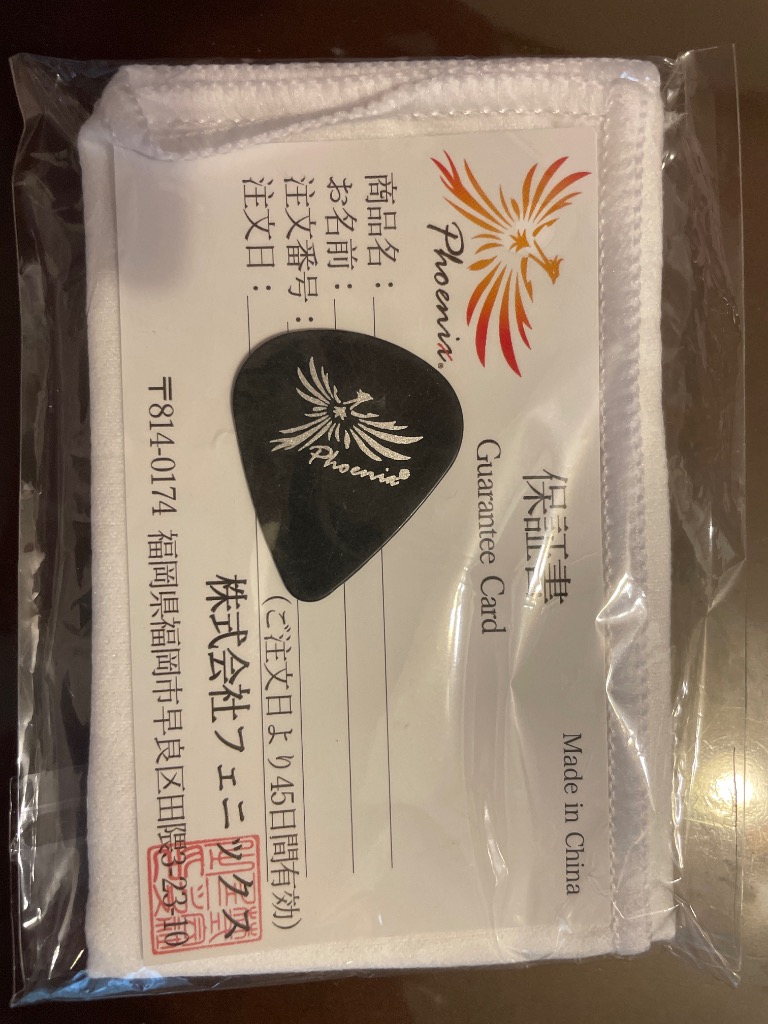 Phoenix®
保証書
Guarantee Card
Made in China
商品名：
お名前：
注文番号：
注文日：
(ご注文日より45日間有効)
株式会社フェニックス
〒814-0174 福岡県福岡市早良区田隈3-23-10
Phoenix®